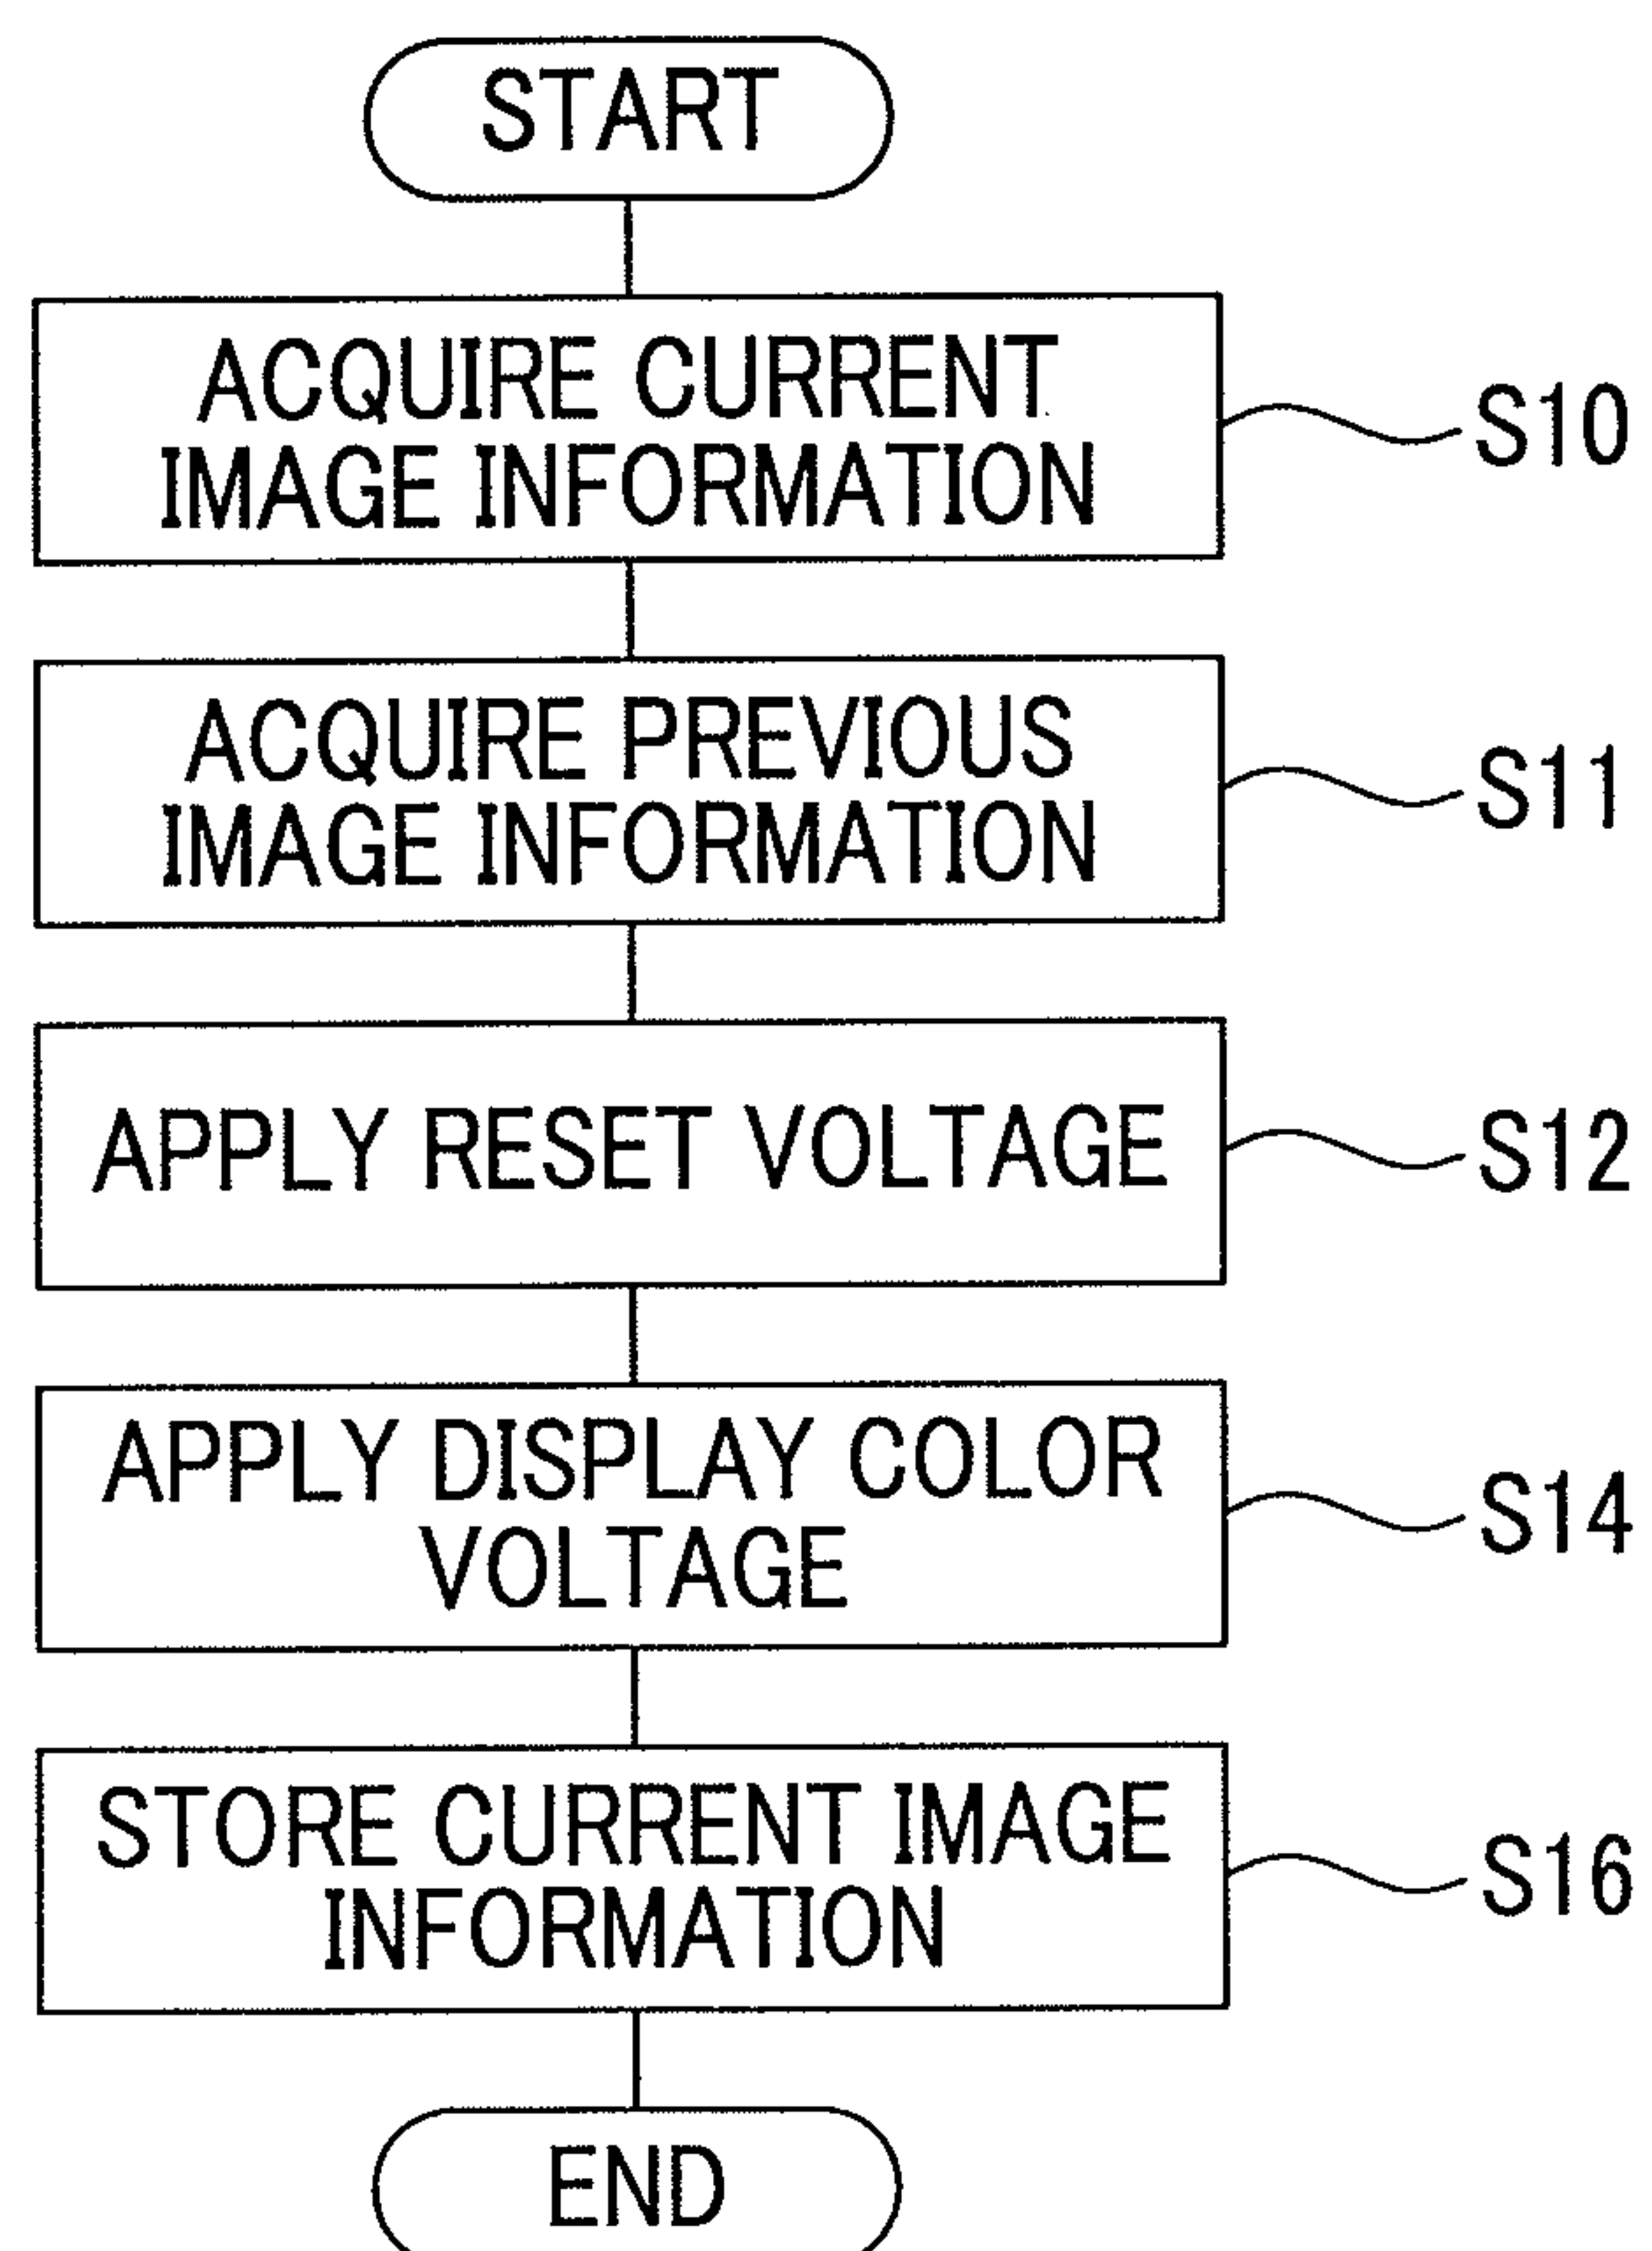 START
ACQUIRE CURRENT
IMAGE INFORMATION
S10
ACQUIRE PREVIOUS
IMAGE INFORMATION
S11
APPLY RESET VOLTAGE
S12
APPLY DISPLAY COLOR
VOLTAGE
S14
STORE CURRENT IMAGE
INFORMATION
S16
END